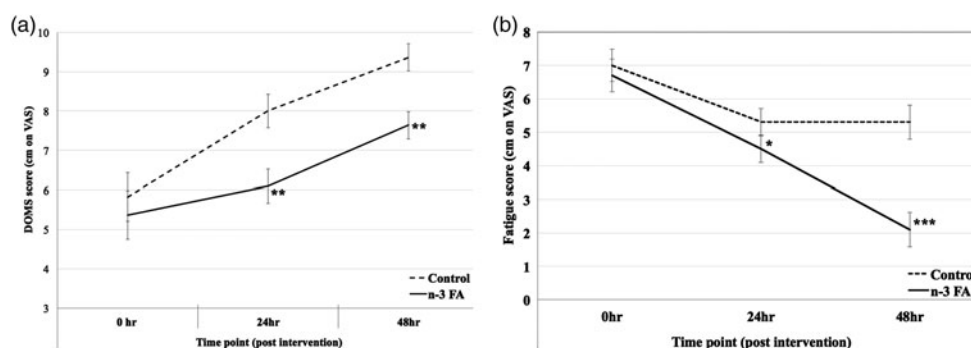 (a)
10
9
8
7
6
5
4
3
DOMS score (cm on VAS)
**
**
Control
n-3 FA
0 hr
24hr
48hr
Time point (post intervention)
(b)
8
7
6
5
4
3
2
1
0
Fatigue score (cm on VAS)
*
***
Control
n-3 FA
0hr
24hr
48hr
Time point (post intervention)